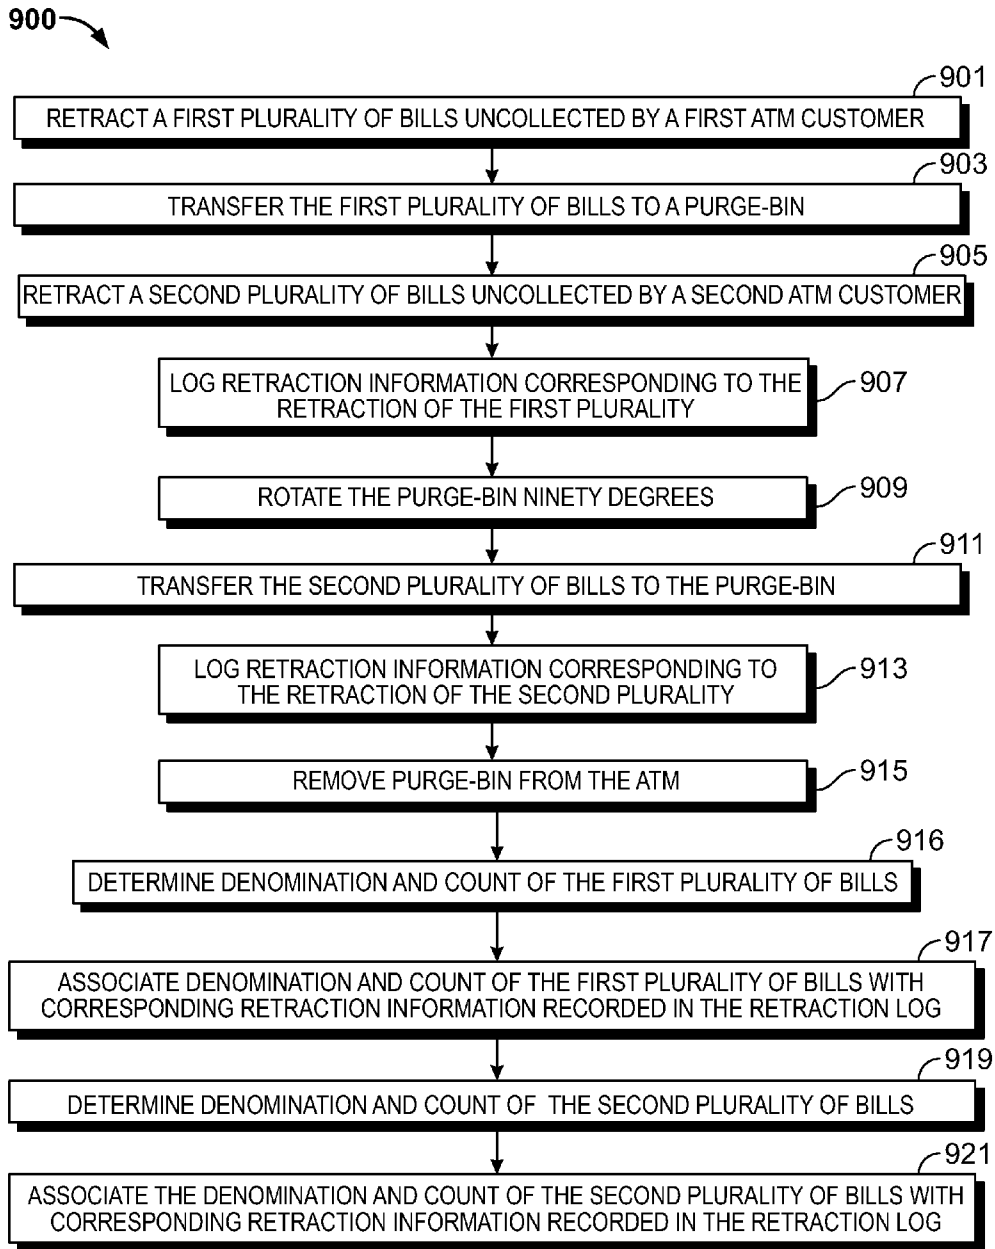 900
901
RETRACT A FIRST PLURALITY OF BILLS UNCOLLECTED BY A FIRST ATM CUSTOMER
903
TRANSFER THE FIRST PLURALITY OF BILLS TO A PURGE-BIN
905
RETRACT A SECOND PLURALITY OF BILLS UNCOLLECTED BY A SECOND ATM CUSTOMER
LOG RETRACTION INFORMATION CORRESPONDING TO THE
RETRACTION OF THE FIRST PLURALITY
907
ROTATE THE PURGE-BIN NINETY DEGREES
909
911
TRANSFER THE SECOND PLURALITY OF BILLS TO THE PURGE-BIN
LOG RETRACTION INFORMATION CORRESPONDING TO
THE RETRACTION OF THE SECOND PLURALITY
913
REMOVE PURGE-BIN FROM THE ATM
915
916
DETERMINE DENOMINATION AND COUNT OF THE FIRST PLURALITY OF BILLS
917
ASSOCIATE DENOMINATION AND COUNT OF THE FIRST PLURALITY OF BILLS WITH
CORRESPONDING RETRACTION INFORMATION RECORDED IN THE RETRACTION LOG
919
DETERMINE DENOMINATION AND COUNT OF THE SECOND PLURALITY OF BILLS
921
ASSOCIATE THE DENOMINATION AND COUNT OF THE SECOND PLURALITY OF BILLS WITH
CORRESPONDING RETRACTION INFORMATION RECORDED IN THE RETRACTION LOG